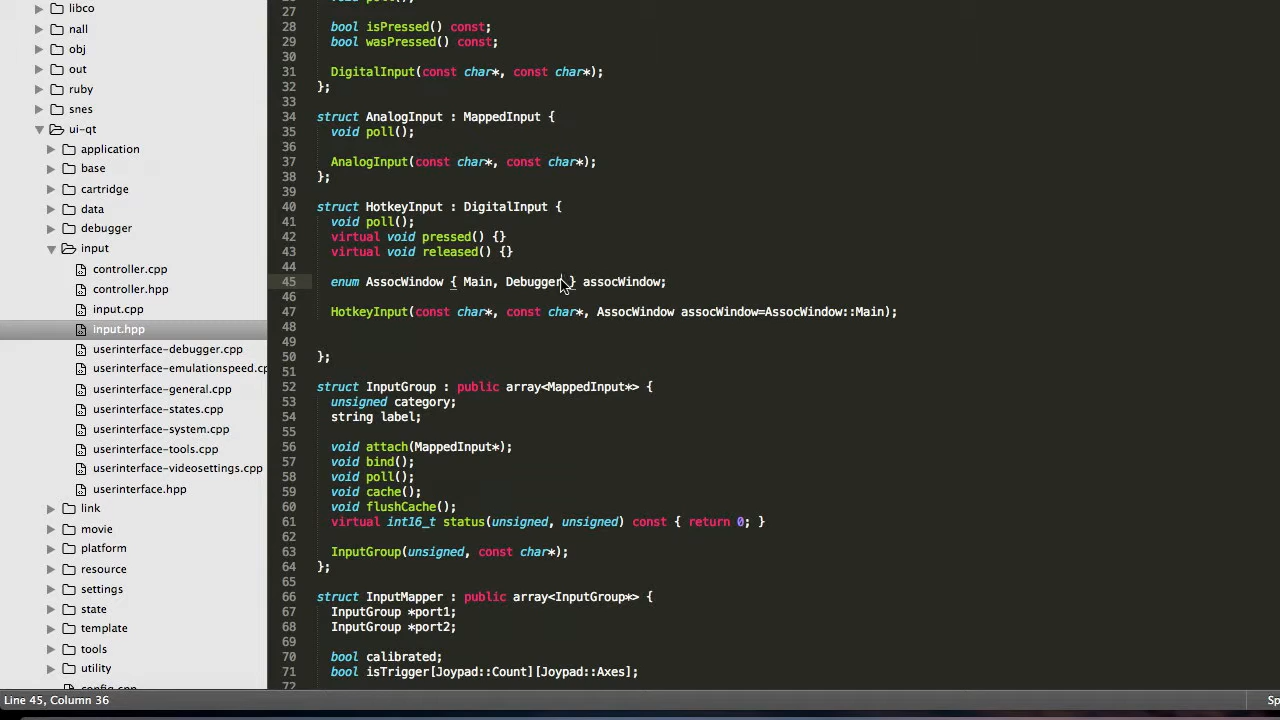 libco
nall
obj
out
ruby
snes
ui-qt
application
base
cartridge
data
debugger
input
controller.cpp
controller.hpp
input.cpp
input.hpp
userinterface-debugger.cpp
userinterface-emulationspeed.cp
userinterface-general.cpp
userinterface-states.cpp
userinterface-system.cpp
userinterface-tools.cpp
userinterface-videosettings.cpp
userinterface.hpp
link
movie
platform
resource
settings
state
template
tools
utility
27
28 bool isPressed() const;
29 bool wasPressed() const;
30
31 DigitalInput(const char*, const char*);
32 };
33
34 struct AnalogInput : MappedInput {
35 void poll();
36
37 AnalogInput(const char*, const char*);
38 };
39
40 struct HotkeyInput : DigitalInput {
41 void poll();
42 virtual void pressed() {}
43 virtual void released() {}
44
45 enum AssocWindow { Main, Debugger } assocWindow;
46
47 HotkeyInput(const char*, const char*, AssocWindow assocWindow=AssocWindow::Main);
48
49
50 };
51
52 struct InputGroup : public array<MappedInput*> {
53 unsigned category;
54 string label;
55
56 void attach(MappedInput*);
57 void bind();
58 void poll();
59 void cache();
60 void flushCache();
61 virtual int16_t status(unsigned, unsigned) const { return 0; }
62
63 InputGroup(unsigned, const char*);
64 };
65
66 struct InputMapper : public array<InputGroup*> {
67 InputGroup *port1;
68 InputGroup *port2;
69
70 bool calibrated;
71 bool isTrigger[Joypad::Count][Joypad::Axes];
72
Line 45, Column 36
Sp